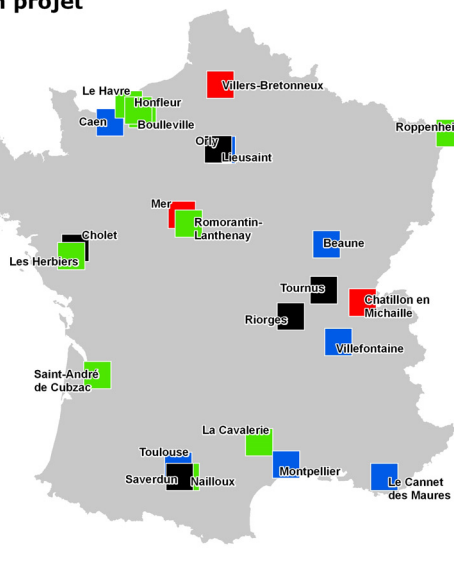 n projet
Le Havre
Villers-Bretonneux
Honfleur
Caen
Boulleville
Roppenhei
Orly
Lieusaint
Mer
Romorantin-
Lanthenay
Cholet
Beaune
Les Herbiers
Tournus
Chatillon en
Michaille
Riorges
Villefontaine
Saint-André
de Cubzac
La Cavalerie
Toulouse
Montpellier
Saverdun
Nailloux
Le Cannet
des Maures